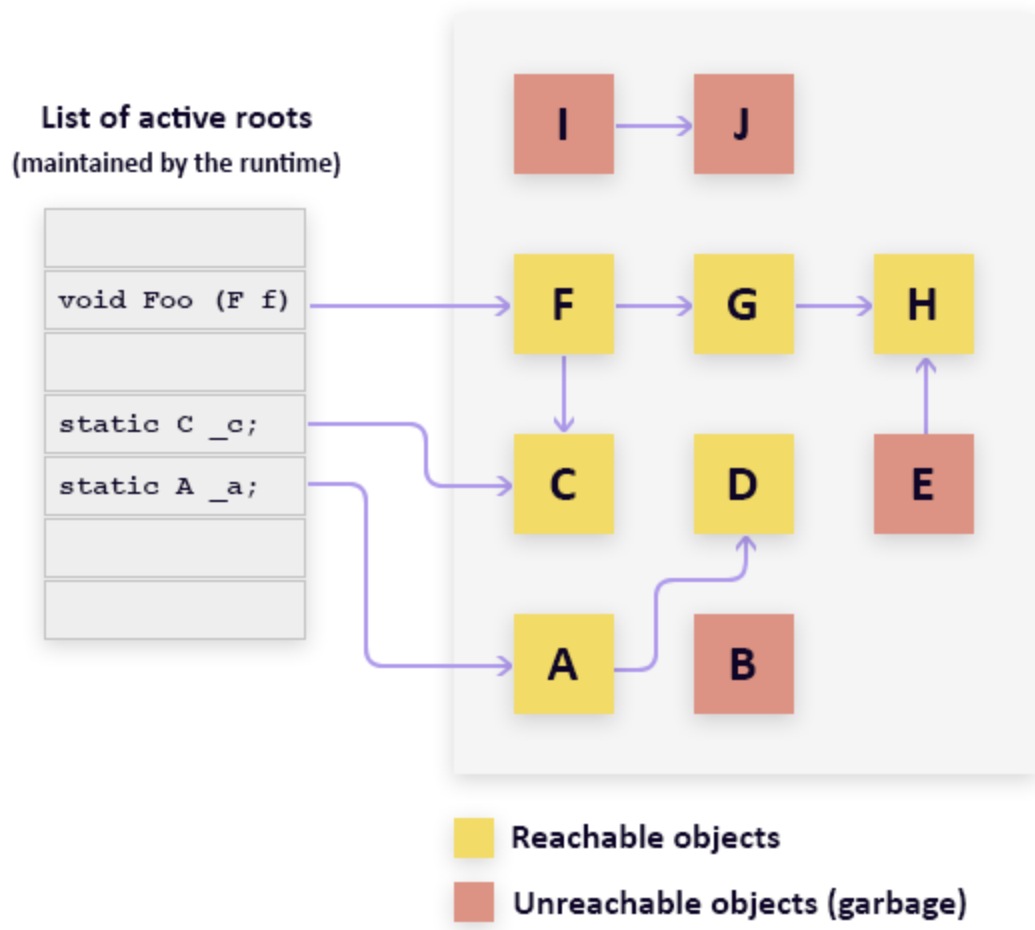 List of active roots
(maintained by the runtime)
void Foo (F f)
static C _c;
static A _a;
I
J
F
G
H
C
D
E
A
B
Reachable objects
Unreachable objects (garbage)